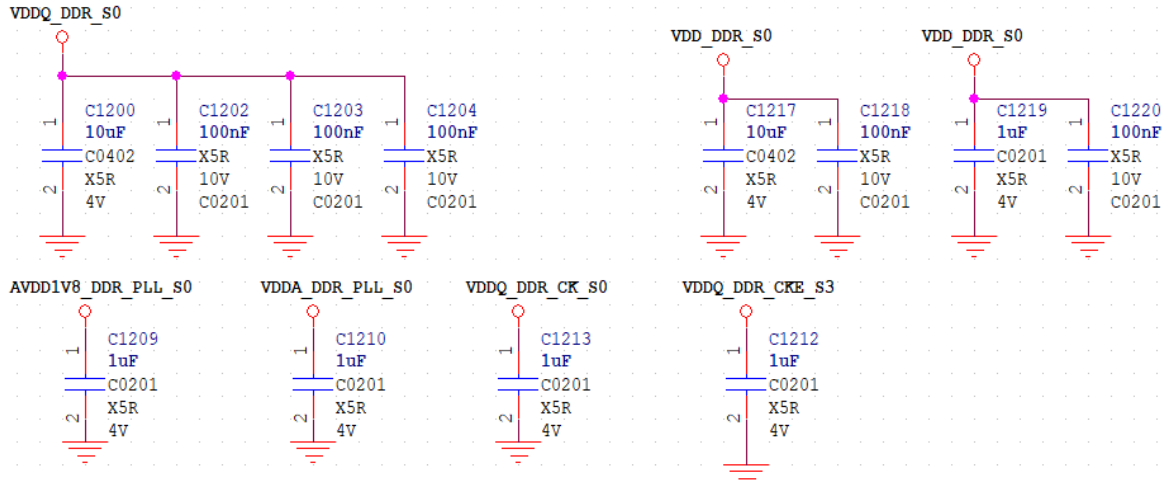 VDDQ_DDR_S0
VDD_DDR_S0 VDD_DDR_S0
C1200 C1202 C1203 C1204 C1217 C1218 C1219 C1220
1 10uF 1 100nF 1 100nF 1 100nF 1 10uF 1 100nF 1 1uF 1 100nF
C0402 X5R X5R X5R C0402 X5R C0201 X5R
2 X5R 2 10V 2 10V 2 10V 2 X5R 2 10V 2 X5R 2 10V
4V C0201 C0201 C0201 4V C0201 4V C0201
AVDD1V8_DDR_PLL_S0 VDDA_DDR_PLL_S0 VDDQ_DDR_CK_S0 VDDQ_DDR_CKE_S3
C1209 C1210 C1213 C1212
1 1uF 1 1uF 1 1uF 1 1uF
C0201 C0201 C0201 C0201
2 X5R 2 X5R 2 X5R 2 X5R
4V 4V 4V 4V